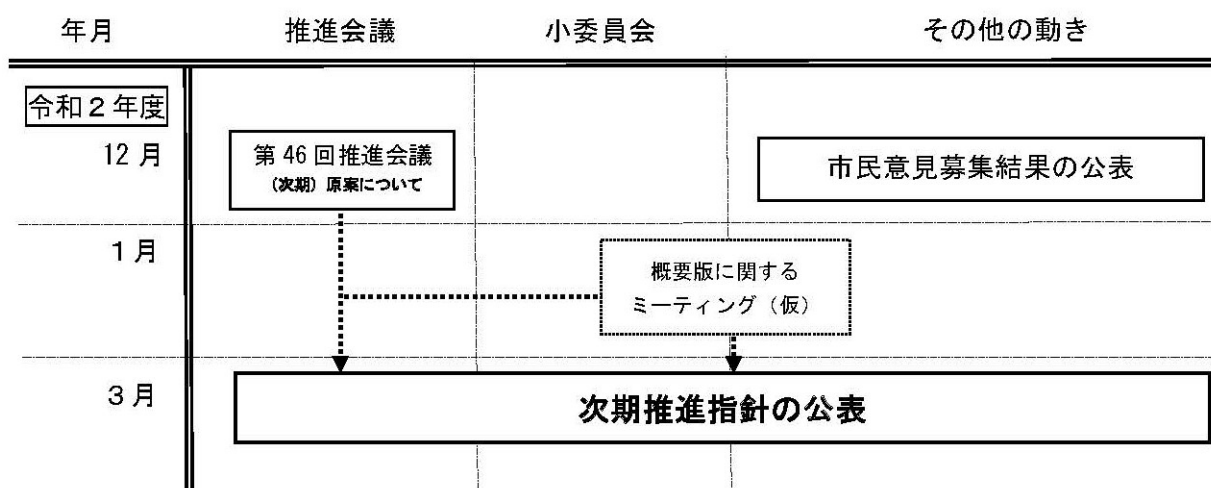 年月 推進会議 小委員会 その他の動き
令和２年度
12月
第46回推進会議
（次期）原案について
市民意見募集結果の公表
１月
概要版に関する
ミーティング（仮）
３月
次期推進指針の公表